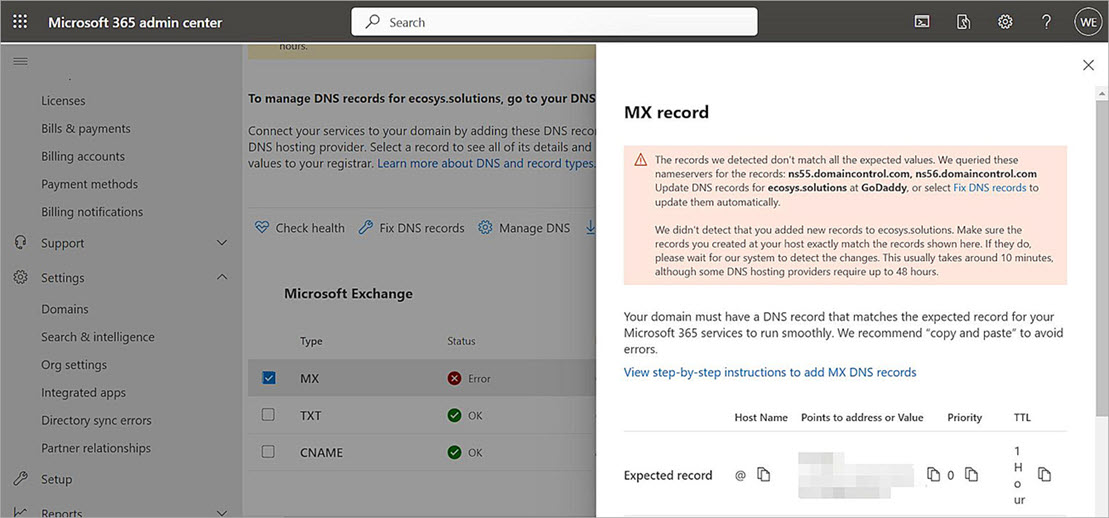 Microsoft 365 admin center
Search
?
WE
hours.
Licenses
Bills & payments
Billing accounts
Payment methods
Billing notifications
Support
Settings
Domains
Search & intelligence
Org settings
Integrated apps
Directory sync errors
Partner relationships
Setup
Reports
To manage DNS records for ecosys.solutions, go to your DNS
Connect your services to your domain by adding these DNS reco
DNS hosting provider. Select a record to see all of its details and
values to your registrar. Learn more about DNS and record types.
Check health Fix DNS records Manage DNS
Microsoft Exchange
Type Status
MX Error
TXT OK
CNAME OK
MX record
The records we detected don't match all the expected values. We queried these
nameservers for the records: ns55.domaincontrol.com, ns56.domaincontrol.com
Update DNS records for ecosys.solutions at GoDaddy, or select Fix DNS records to
update them automatically.
We didn't detect that you added new records to ecosys.solutions. Make sure the
records you created at your host exactly match the records shown here. If they do,
please wait for our system to detect the changes. This usually takes around 10 minutes,
although some DNS hosting providers require up to 48 hours.
Your domain must have a DNS record that matches the expected record for your
Microsoft 365 services to run smoothly. We recommend “copy and paste” to avoid
errors.
View step-by-step instructions to add MX DNS records
Host Name Points to address or Value Priority TTL
Expected record @ 0 1
H
o
ur